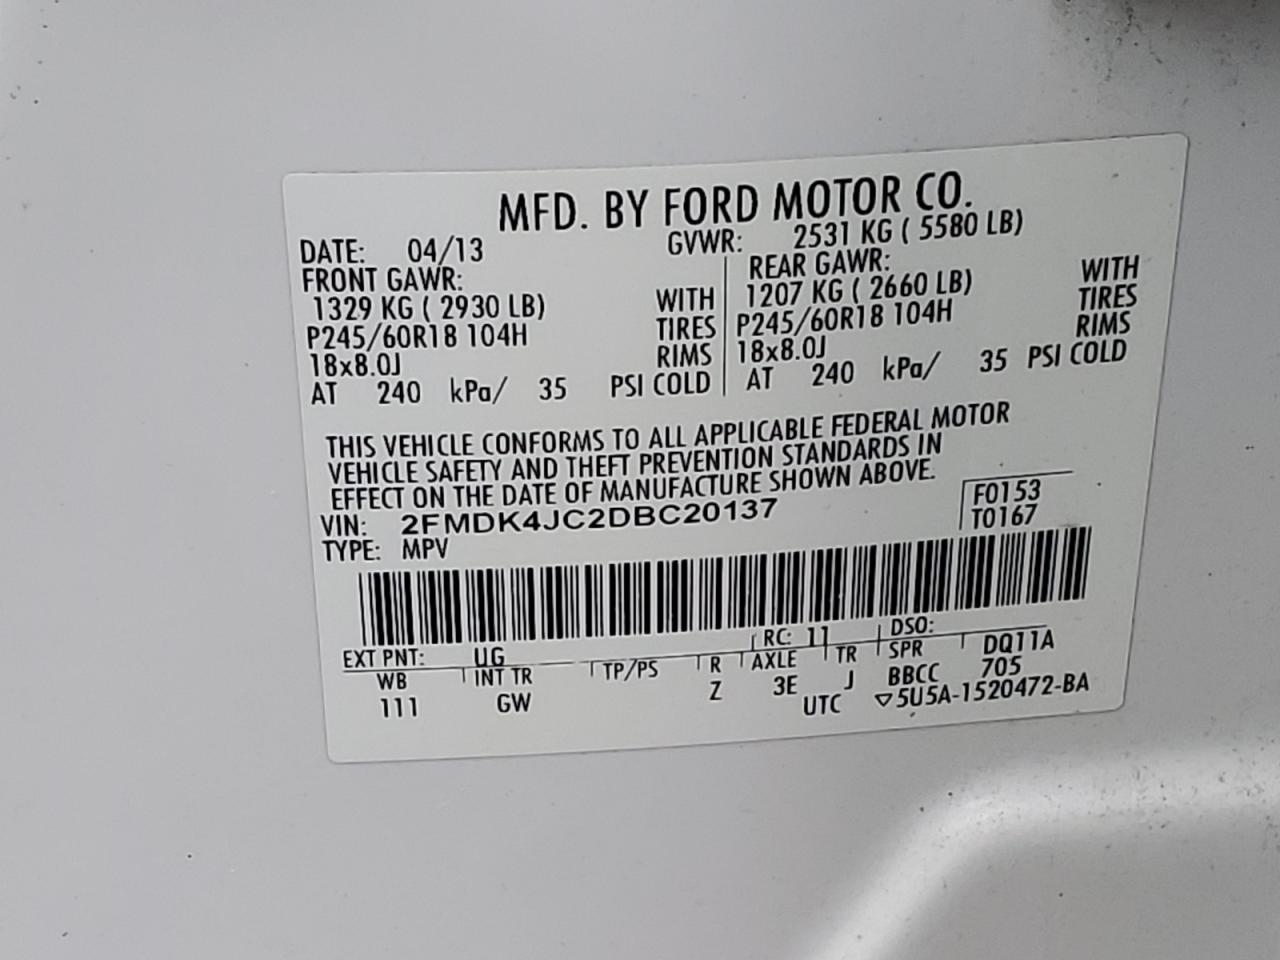 MFD. BY FORD MOTOR CO.
DATE: 04/13 GVWR: 2531 KG ( 5580 LB)
FRONT GAWR: REAR GAWR:
1329 KG ( 2930 LB) WITH 1207 KG ( 2660 LB) WITH
P245/60R18 104H TIRES P245/60R18 104H TIRES
18x8.0J RIMS 18x8.0J RIMS
AT 240 kPa/ 35 PSI COLD AT 240 kPa/ 35 PSI COLD
THIS VEHICLE CONFORMS TO ALL APPLICABLE FEDERAL MOTOR
VEHICLE SAFETY AND THEFT PREVENTION STANDARDS IN
EFFECT ON THE DATE OF MANUFACTURE SHOWN ABOVE.
F0153
VIN: 2FMDK4JC2DBC20137 T0167
TYPE: MPV
EXT PNT: UG RC: 11 DSO:
WB INT TR TP/PS R AXLE TR SPR DQ11A
111 GW Z 3E J BBCC 705
UTC ▽5U5A-1520472-BA